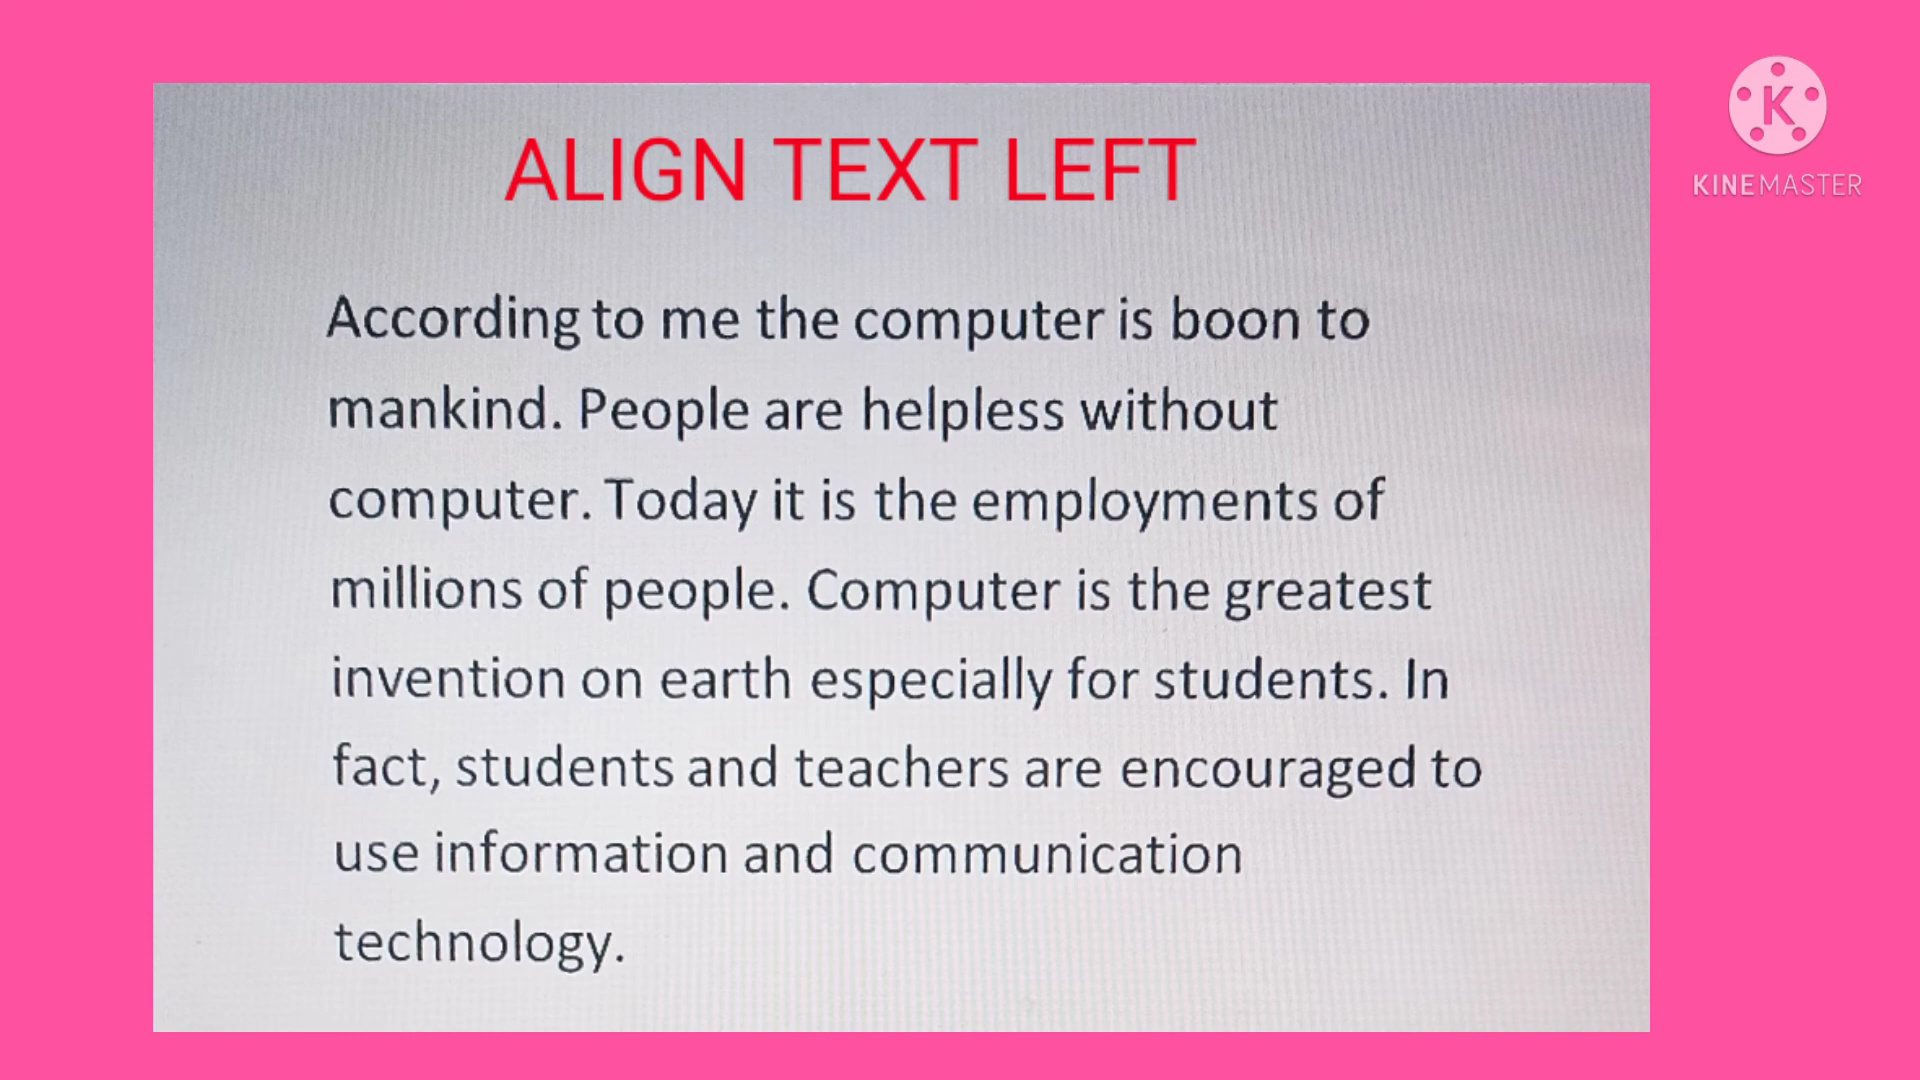 ALIGN TEXT LEFT
K
KINEMASTER
According to me the computer is boon to
mankind. People are helpless without
computer. Today it is the employments of
millions of people. Computer is the greatest
invention on earth especially for students. In
fact, students and teachers are encouraged to
use information and communication
technology.